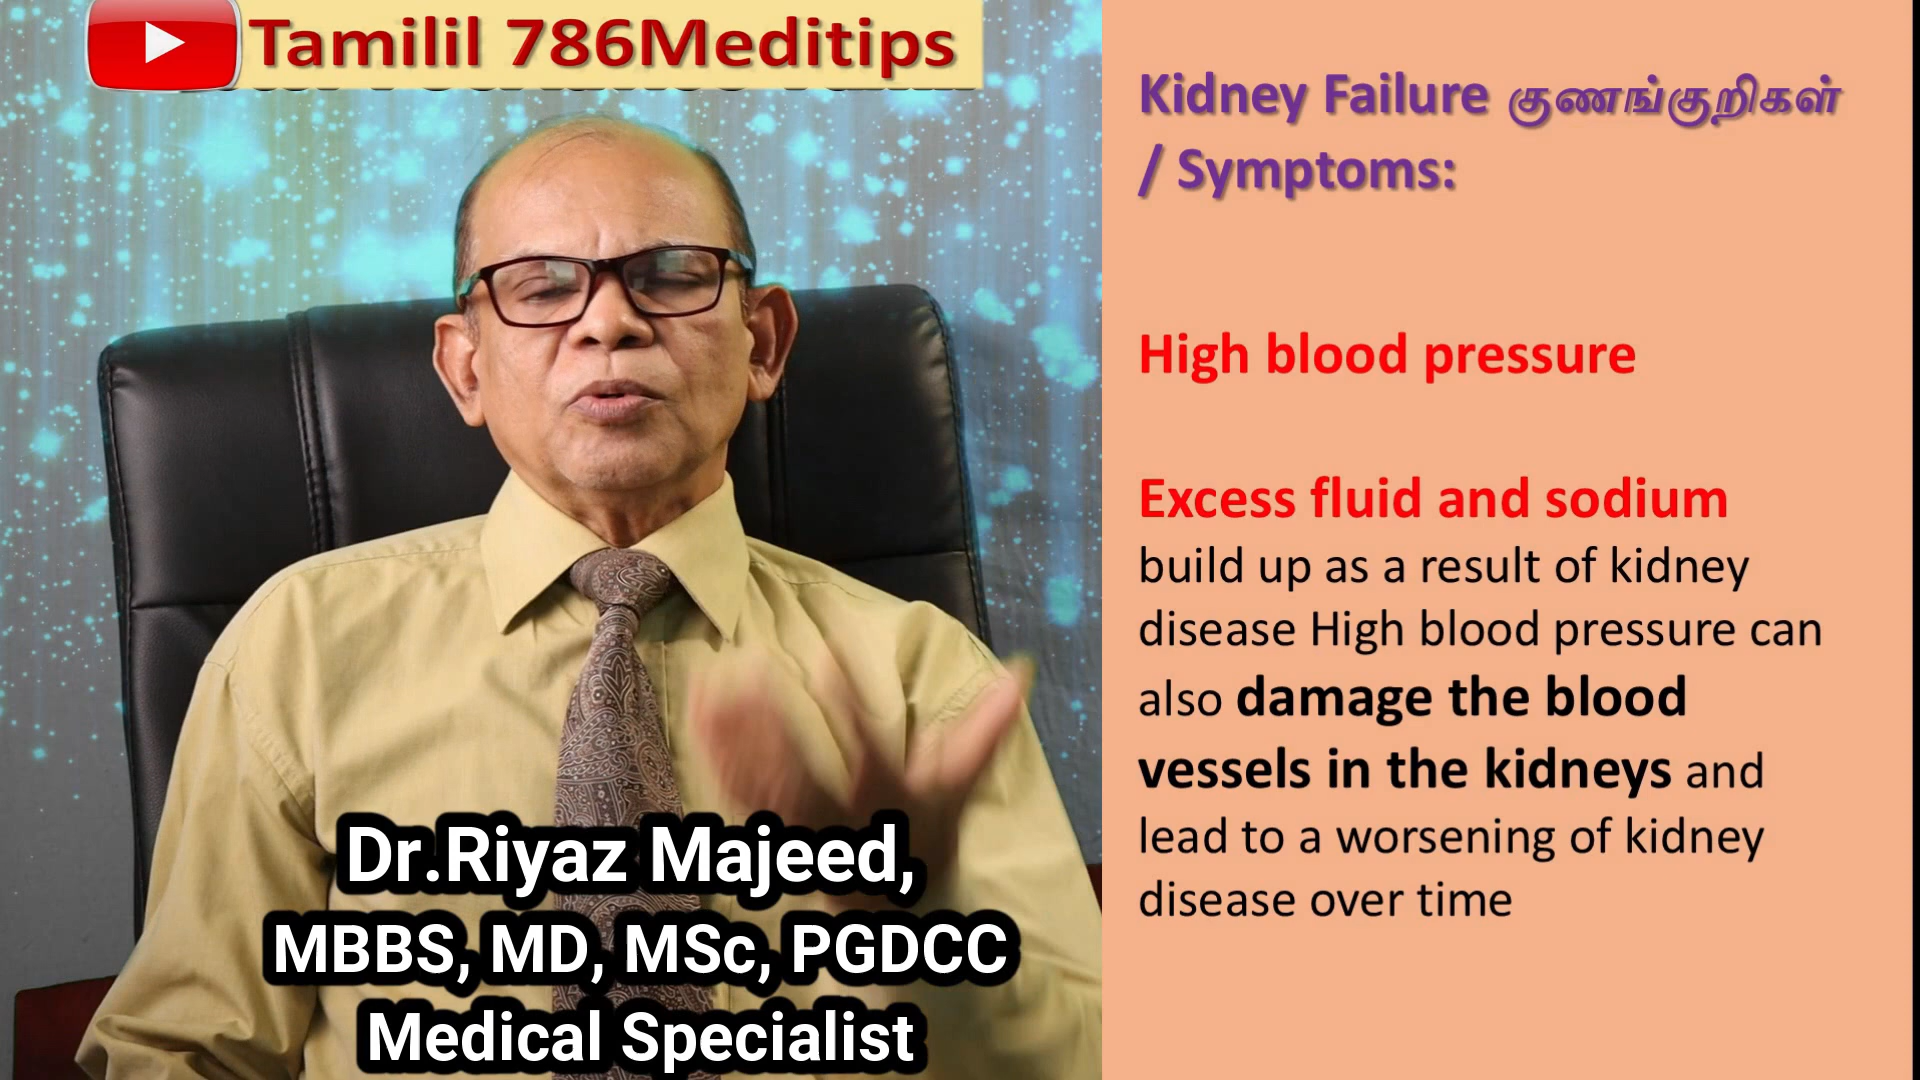 Tamilil 786Meditips
Kidney Failure குணங்குறிகள்
/ Symptoms:
High blood pressure
Excess fluid and sodium
build up as a result of kidney
disease High blood pressure can
also damage the blood
vessels in the kidneys and
lead to a worsening of kidney
disease over time
Dr.Riyaz Majeed,
MBBS, MD, MSc, PGDCC
Medical Specialist